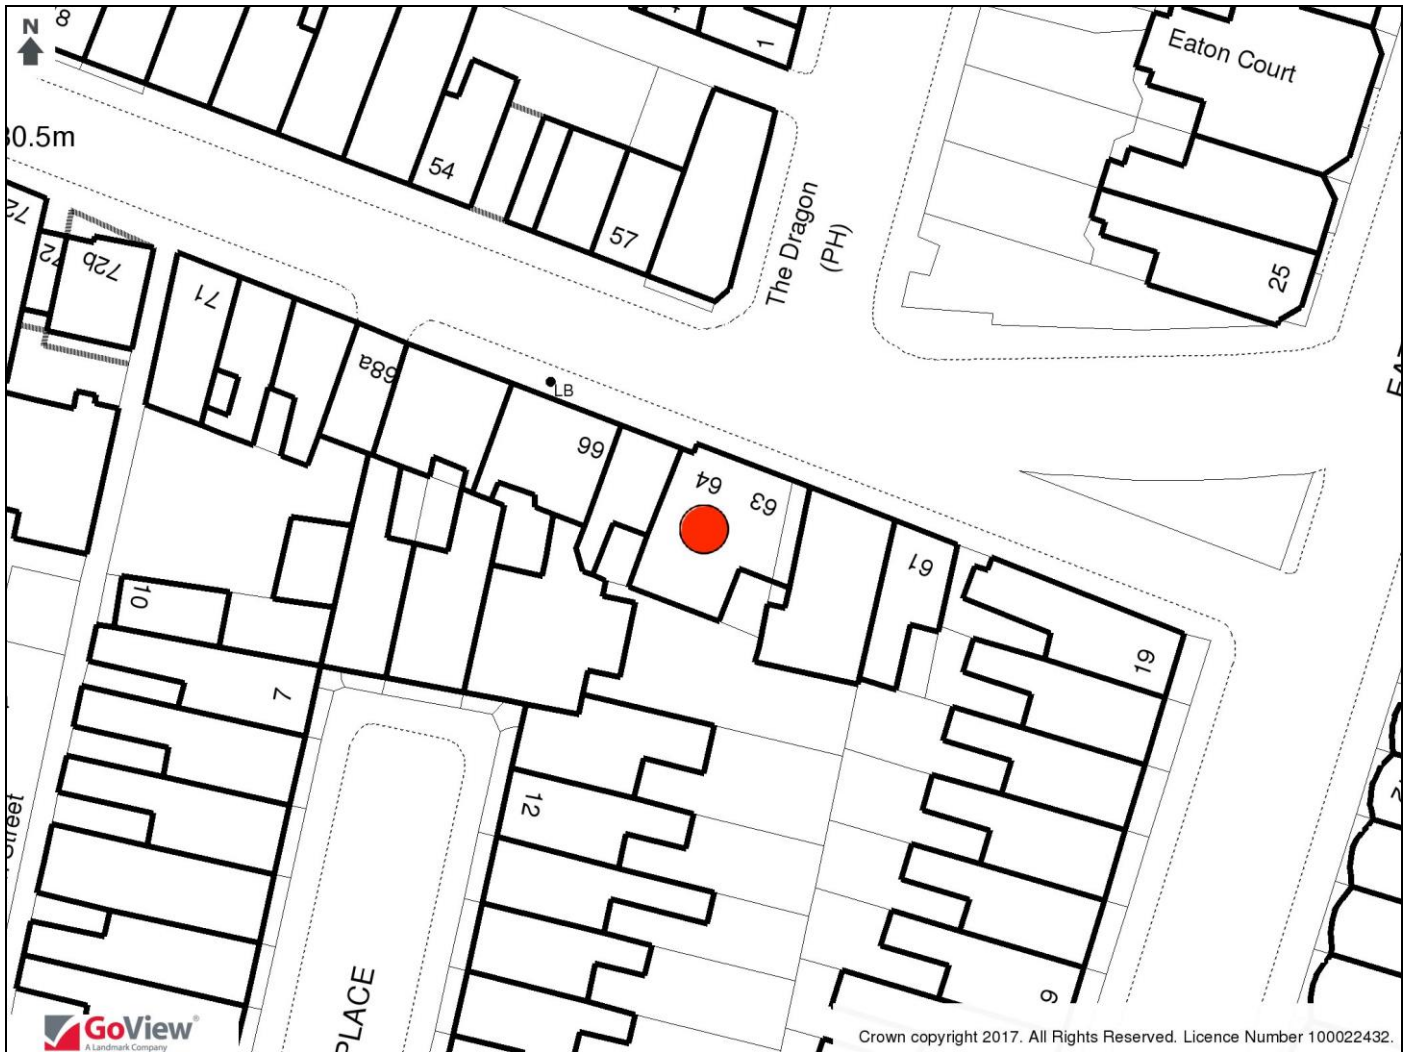 N
8
1
Eaton Court
30.5m
54
57
The Dragon
(PH)
25
72
72
72b
71
68a
LB
66
64
63
61
19
10
7
12
9
Street
PLACE
GoView®
A Landmark Company
Crown copyright 2017. All Rights Reserved. Licence Number 100022432.